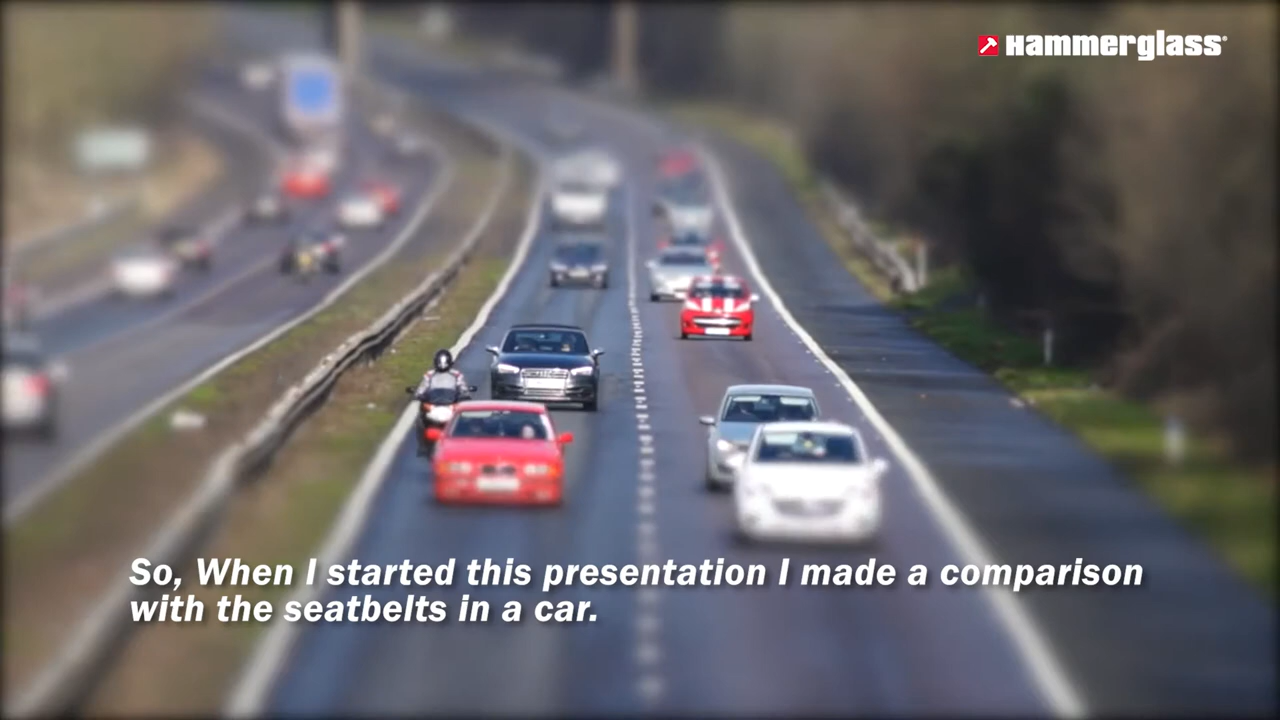 Hammerglass®
So, When I started this presentation I made a comparison
with the seatbelts in a car.